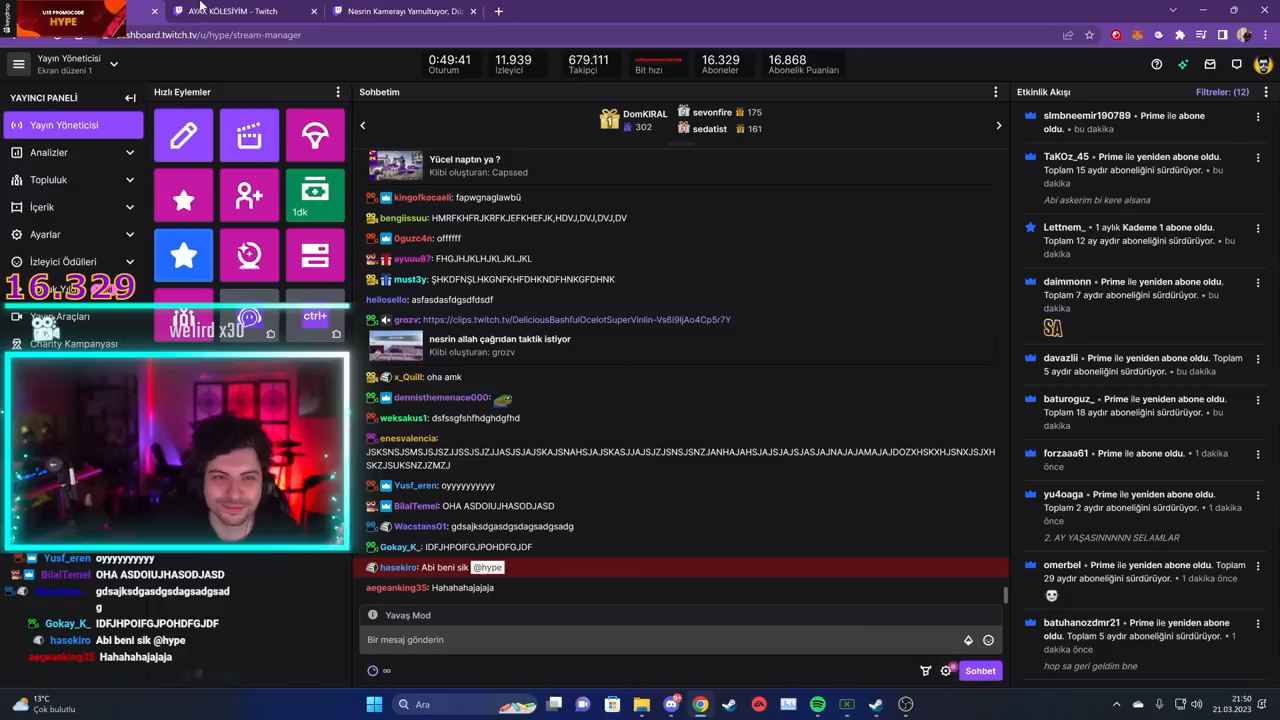 U18 PROMOCODE
HYPE
AYAK KÖLESİYİM - Twitch
Nesrin Kamerayı Yamultuyor, Dü
dashboard.twitch.tv/u/hype/stream-manager
Yayın Yöneticisi
Ekran düzeni 1
0:49:41
Oturum
11.939
İzleyici
679.111
Takipçi
Bit hızı
16.329
Aboneler
16.868
Abonelik Puanları
YAYINCI PANELİ
Yayın Yöneticisi
Analizler
Topluluk
İçerik
Ayarlar
İzleyici Ödülleri
16.329
Yayın Araçları
Charity Kampanyası
Hızlı Eylemler
1dk
ctrl+
welird x3D
Yusf_eren oyyyyyyyyyy
BilalTemel OHA ASDOIUJHASODJASD
gdsajksdgasdgsdagsadgsad
g
Gokay_K_ IDFJHPOIFGJPOHDFGJDF
hasekiro Abi beni sik @hype
aegeanking35 Hahahahajajaja
Sohbetim
DomKIRAL
302
sevonfire 175
sedatist 161
Yücel naptın ya ?
Klibi oluşturan: Capssed
kingofkocaeli: fapwgnaglawbü
bengiissuu: HMRFKHFRJKRFKJEFKHEFJK,HDVJ,DVJ,DVJ,DV
0guzc4n: offffff
ayuuu87: FHGJHJKLHJKLJKLJKL
must3y: ŞHKDFNŞLHKGNFKHFDHKNDFHNKGFDHNK
hellosello: asfasdasfdgsdfdsdf
grozv: https://clips.twitch.tv/DeliciousBashfulOcelotSuperVinlin-Vs6I9IjAo4Cp5r7Y
nesrin allah çağrıdan taktik istiyor
Klibi oluşturan: grozv
x_Quill: oha amk
dennisthemenace000:
weksakus1: dsfssgfshfhdghdgfhd
enesvalencia:
JSKSNSJSMSJSJSZJJSSJSJZJJASJSJAJSKAJSNAHSJAJSKASJJAJSJZJSNSJSNZJANHAJAHSJAJSJAJSJASJAJNAJAJAMAJAJDOZXHSKXHJSNXJSJXH
SKZJSUKSNZJZMZJ
Yusf_eren: oyyyyyyyyyy
BilalTemel: OHA ASDOIUJHASODJASD
Wacstans01: gdsajksdgasdgsdagsadgsadg
Gokay_K_: IDFJHPOIFGJPOHDFGJDF
hasekiro: Abi beni sik @hype
aegeanking35: Hahahahajajaja
Yavaş Mod
Bir mesaj gönderin
Sohbet
Etkinlik Akışı
Filtreler: (12)
slmbneemir190789 • Prime ile abone
oldu. • bu dakika
TaKOz_45 • Prime ile yeniden abone oldu.
Toplam 15 aydır aboneliğini sürdürüyor. • bu
dakika
Abi askerim bi kere alsana
Lettnem_ • 1 aylık Kademe 1 abone oldu.
Toplam 12 ay aydır aboneliğini sürdürüyor. • bu
dakika
daimmonn • Prime ile yeniden abone oldu.
Toplam 7 aydır aboneliğini sürdürüyor. • bu
dakika
SA
davazlii • Prime ile yeniden abone oldu. Toplam
5 aydır aboneliğini sürdürüyor. • bu dakika
baturoguz_ • Prime ile yeniden abone oldu.
Toplam 18 aydır aboneliğini sürdürüyor. • bu
dakika
forzaaa61 • Prime ile abone oldu. • 1 dakika
önce
yu4oaga • Prime ile yeniden abone oldu.
Toplam 2 aydır aboneliğini sürdürüyor. • 1 dakika
önce
2. AY YAŞASINNNNN SELAMLAR
omerbel • Prime ile yeniden abone oldu. Toplam
29 aydır aboneliğini sürdürüyor. • 1 dakika önce
batuhanozdmr21 • Prime ile yeniden abone
oldu. Toplam 5 aydır aboneliğini sürdürüyor. • 1
dakika önce
hop sa geri geldim bne
13°C
Çok bulutlu
Ara
21:50
21.03.2023